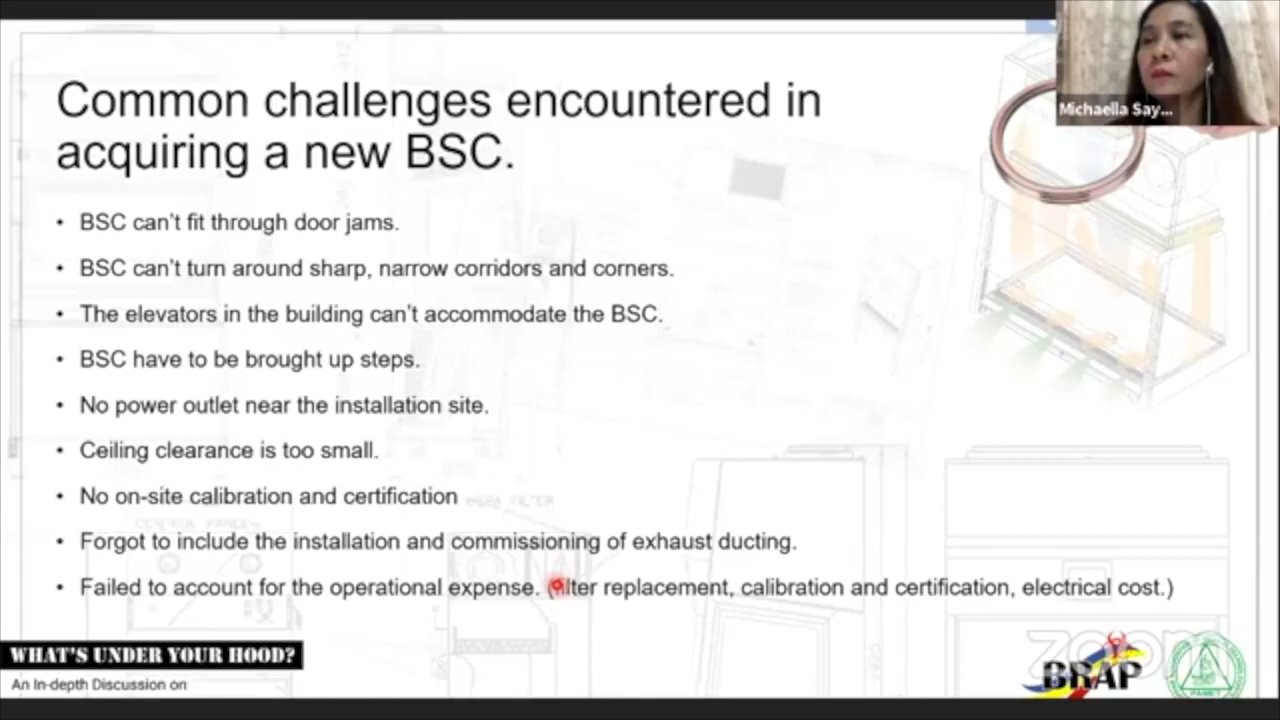 Michaella Say...
Common challenges encountered in
acquiring a new BSC.
• BSC can't fit through door jams.
• BSC can't turn around sharp, narrow corridors and corners.
• The elevators in the building can't accommodate the BSC.
• BSC have to be brought up steps.
• No power outlet near the installation site.
• Ceiling clearance is too small.
• No on-site calibration and certification
• Forgot to include the installation and commissioning of exhaust ducting.
• Failed to account for the operational expense. (filter replacement, calibration and certification, electrical cost.)
WHAT'S UNDER YOUR HOOD?
An In-depth Discussion on
zoom
BRAP
PAMET